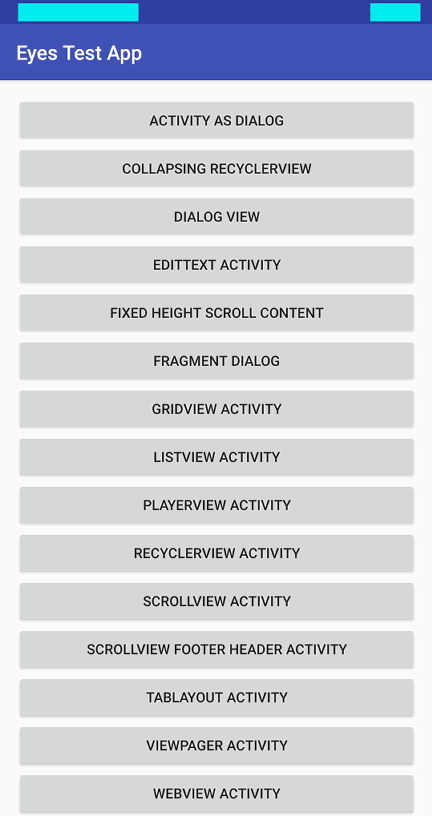 Eyes Test App
ACTIVITY AS DIALOG
COLLAPSING RECYCLERVIEW
DIALOG VIEW
EDITTEXT ACTIVITY
FIXED HEIGHT SCROLL CONTENT
FRAGMENT DIALOG
GRIDVIEW ACTIVITY
LISTVIEW ACTIVITY
PLAYERVIEW ACTIVITY
RECYCLERVIEW ACTIVITY
SCROLLVIEW ACTIVITY
SCROLLVIEW FOOTER HEADER ACTIVITY
TABLAYOUT ACTIVITY
VIEWPAGER ACTIVITY
WEBVIEW ACTIVITY